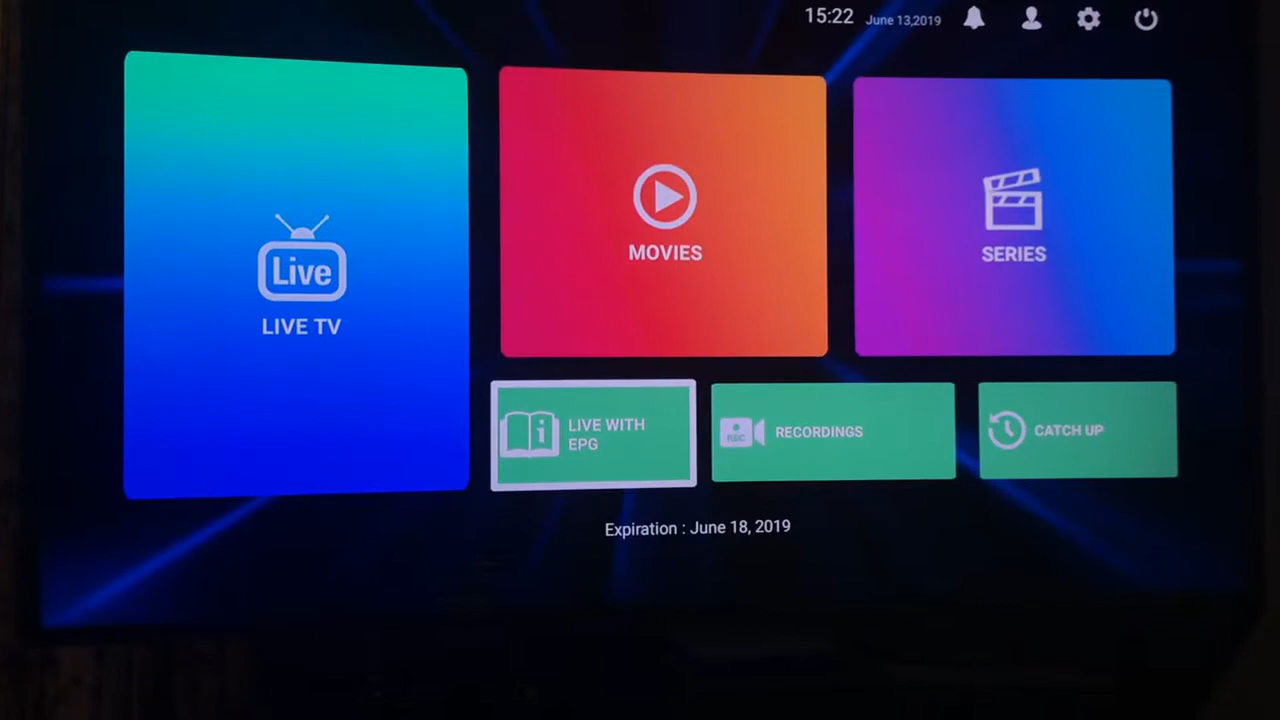 15:22 June 13,2019
Live
LIVE TV
MOVIES
SERIES
i
LIVE WITH
EPG
REC
RECORDINGS
CATCH UP
Expiration : June 18, 2019